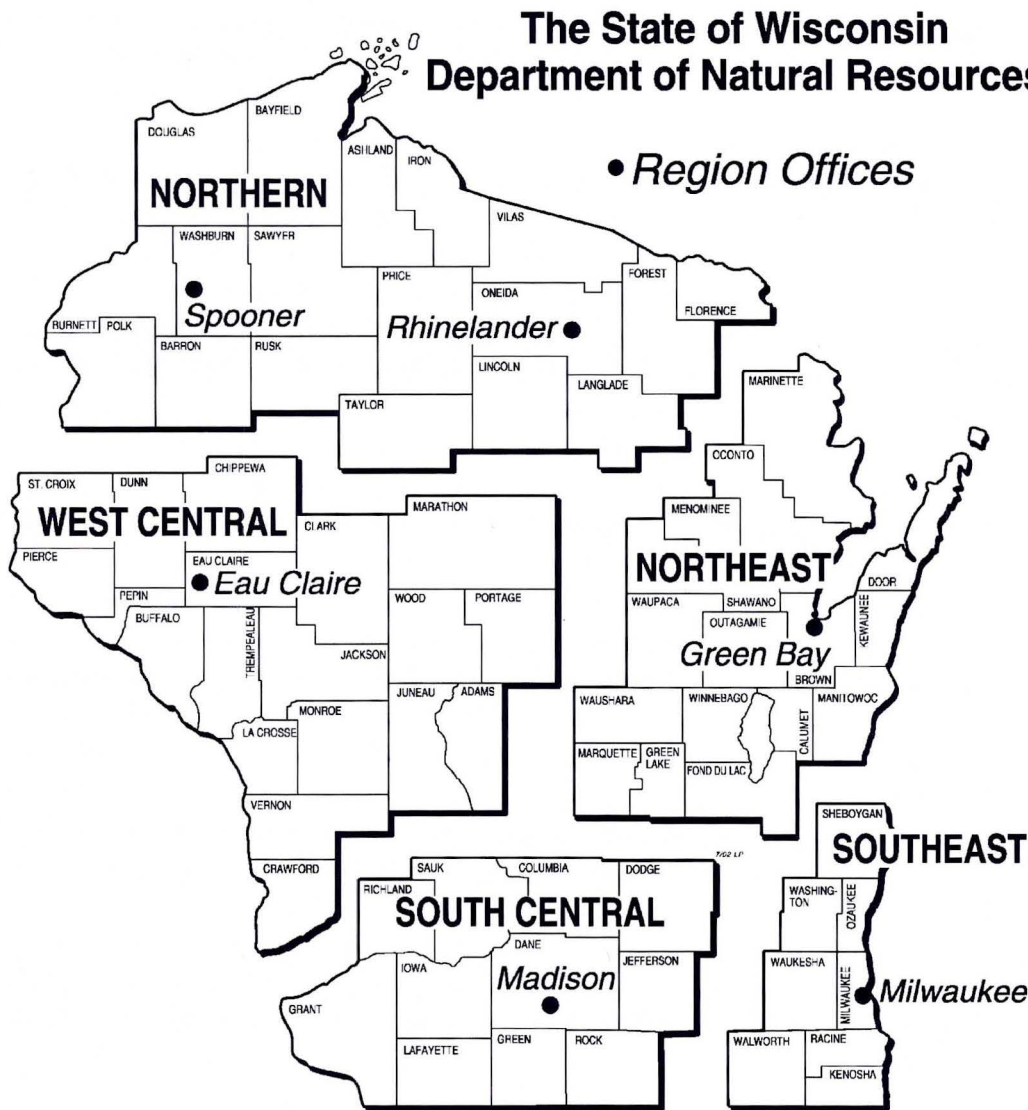 The State of Wisconsin
Department of Natural Resources
Region Offices
BAYFIELD
DOUGLAS
ASHLAND
IRON
NORTHERN
VILAS
WASHBURN
SAWYER
PRICE
FOREST
ONEIDA
Spooner
FLORENCE
BURNETT
POLK
Rhinelander
BARRON
RUSK
LINCOLN
LANGLADE
TAYLOR
MARINETTE
OCONTO
CHIPPEWA
ST. CROIX
DUNN
MARATHON
MENOMINEE
WEST CENTRAL
CLARK
PIERCE
EAU CLAIRE
Eau Claire
NORTHEAST
DOOR
PEPIN
WOOD
PORTAGE
WAUPACA
SHAWANO
BUFFALO
OUTAGAMIE
KEWAUNEE
TREMPEALEAU
JACKSON
Green Bay
BROWN
JUNEAU
ADAMS
WAUSHARA
WINNEBAGO
MANITOWOC
MONROE
CALUMET
LA CROSSE
MARQUETTE
GREEN
LAKE
FOND DU LAC
VERNON
SHEBOYGAN
7/02 LP
SOUTHEAST
CRAWFORD
SAUK
COLUMBIA
DODGE
RICHLAND
WASHING-
TON
OZAUKEE
SOUTH CENTRAL
DANE
IOWA
JEFFERSON
WAUKESHA
MILWAUKEE
Madison
Milwaukee
GRANT
LAFAYETTE
GREEN
ROCK
WALWORTH
RACINE
KENOSHA